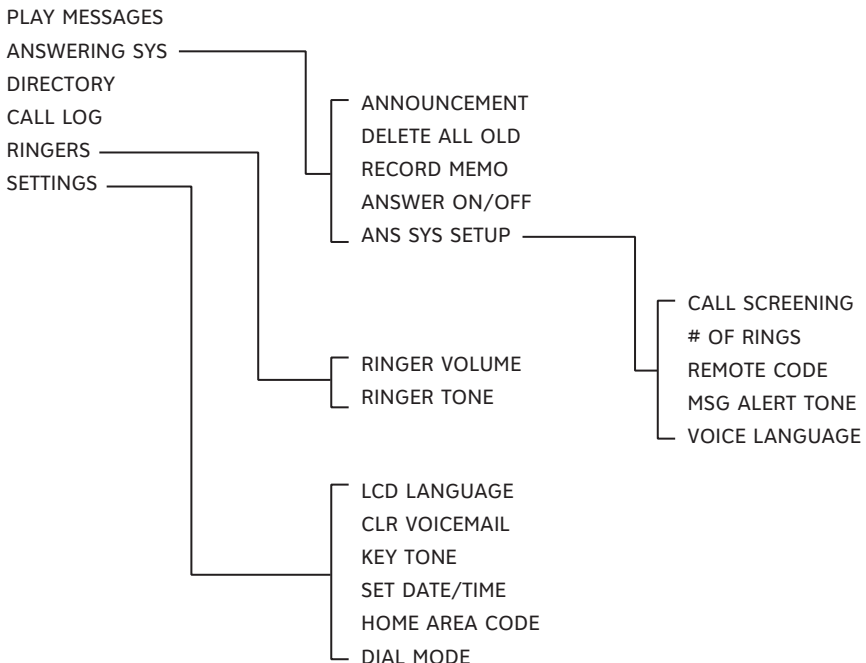 PLAY MESSAGES
ANSWERING SYS
DIRECTORY
CALL LOG
RINGERS
SETTINGS
ANNOUNCEMENT
DELETE ALL OLD
RECORD MEMO
ANSWER ON/OFF
ANS SYS SETUP
CALL SCREENING
# OF RINGS
REMOTE CODE
MSG ALERT TONE
VOICE LANGUAGE
RINGER VOLUME
RINGER TONE
LCD LANGUAGE
CLR VOICEMAIL
KEY TONE
SET DATE/TIME
HOME AREA CODE
DIAL MODE